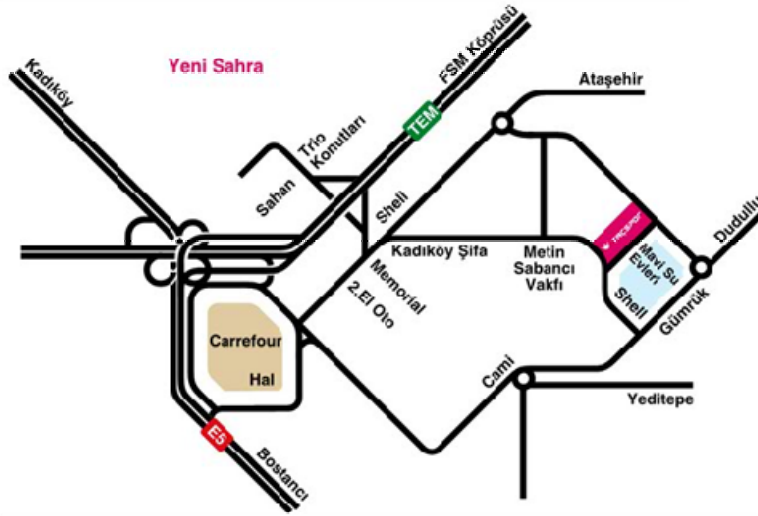 Yeni Sahra
Kadıköy
FSM Köprüsü
TEM
Ataşehir
Trio
Konutları
Sahan
Sheli
Kadıköy Şifa
Metin
Sabancı
Vakfı
Mavi Su
Evleri
Shell
Gümrük
Dudullu
Memorial
2.El Oto
Carrefour
Hal
Cami
Yeditepe
E5
Bostancı